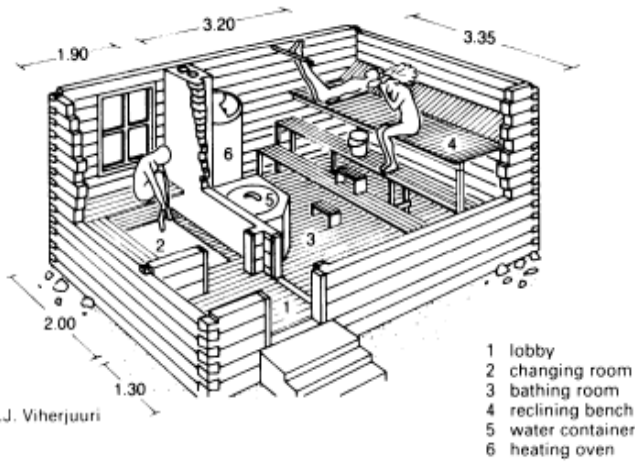 3.20
1.90
3.35
4
6
5
2
3
1
2.00
1.30
.J. Viherjuuri
1 lobby
2 changing room
3 bathing room
4 reclining bench
5 water container
6 heating oven